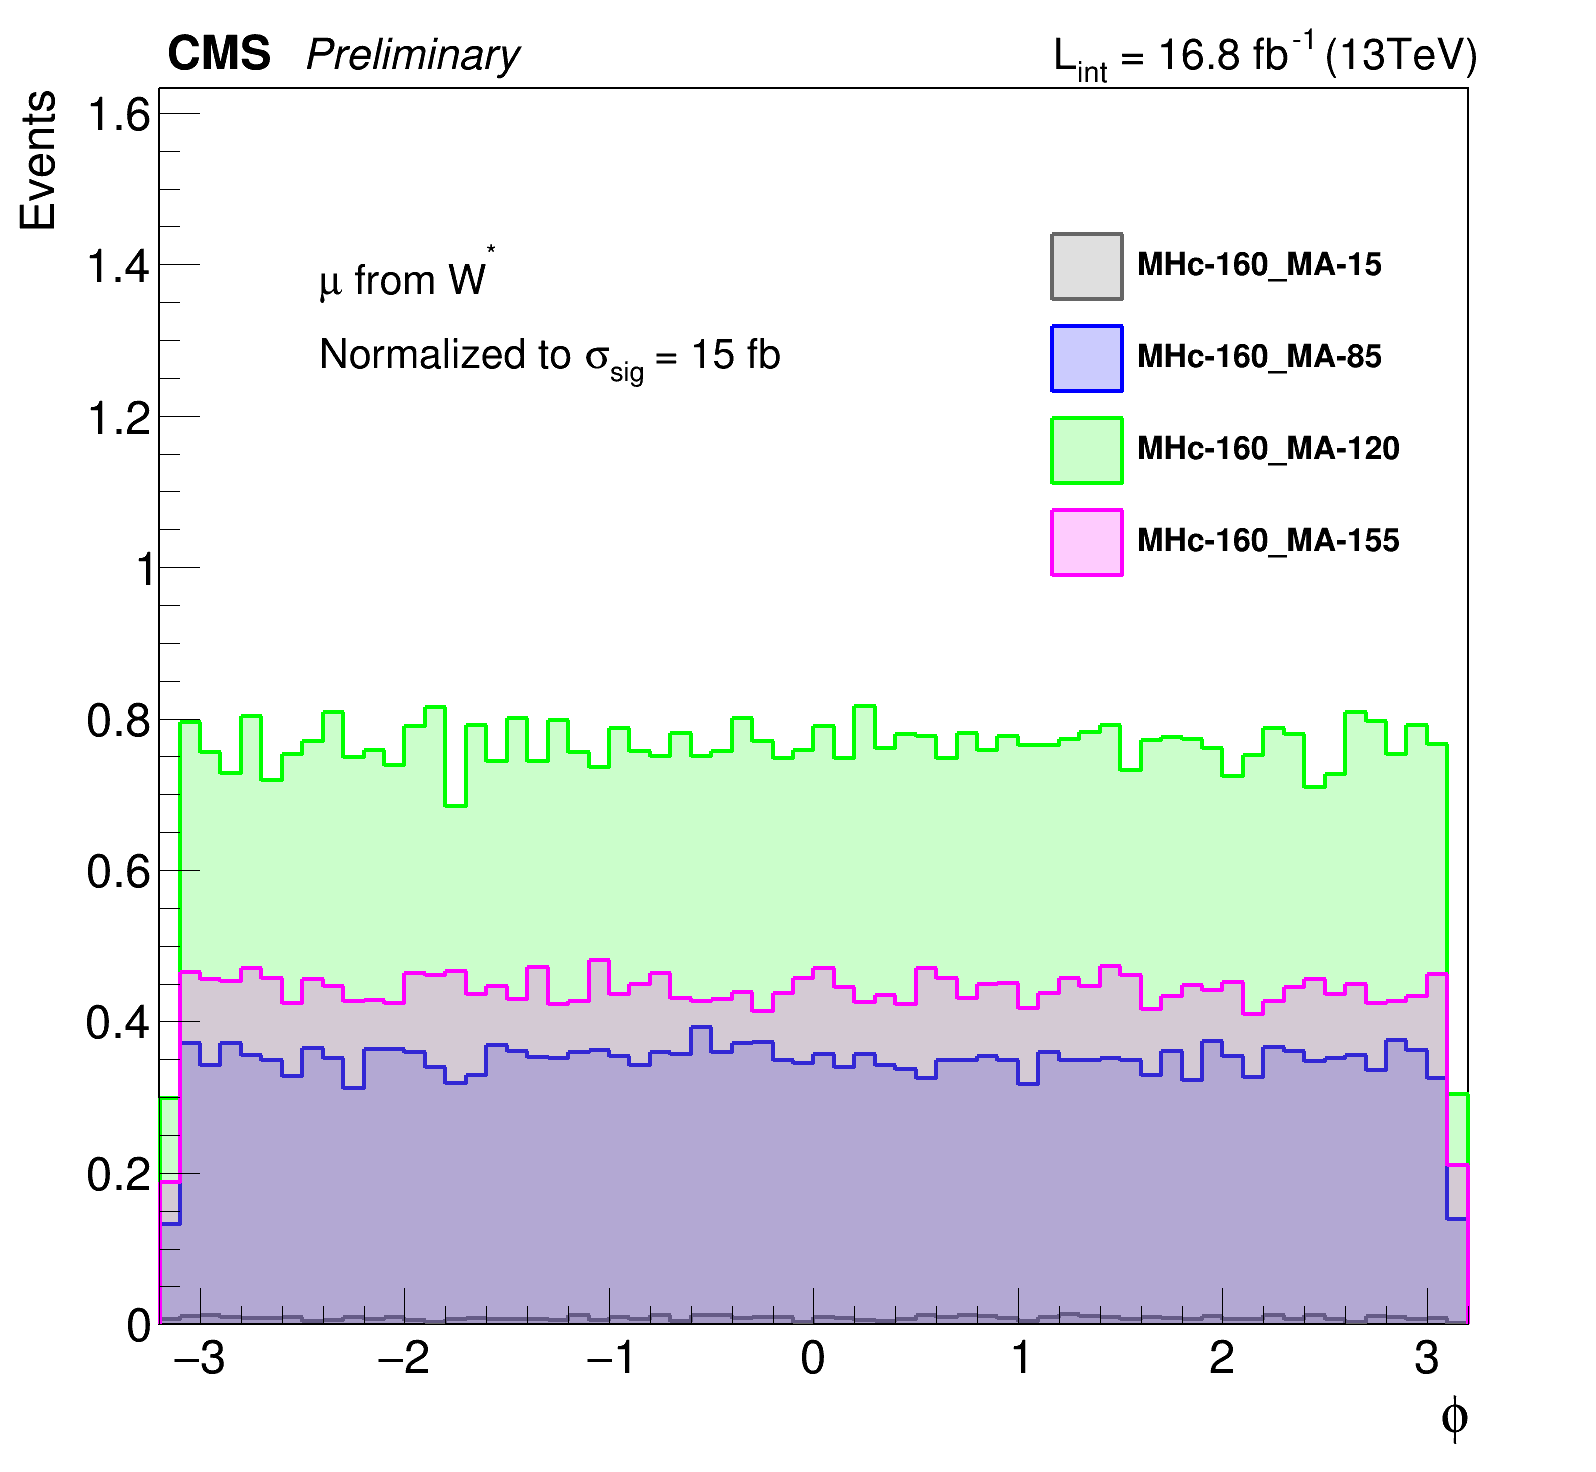 CMS Preliminary L_int = 16.8 fb^-1 (13TeV)
Events
1.6
1.4
1.2
1
0.8
0.6
0.4
0.2
0
μ from W^*
Normalized to σ_sig = 15 fb
MHc-160_MA-15
MHc-160_MA-85
MHc-160_MA-120
MHc-160_MA-155
−3 −2 −1 0 1 2 3
ϕ